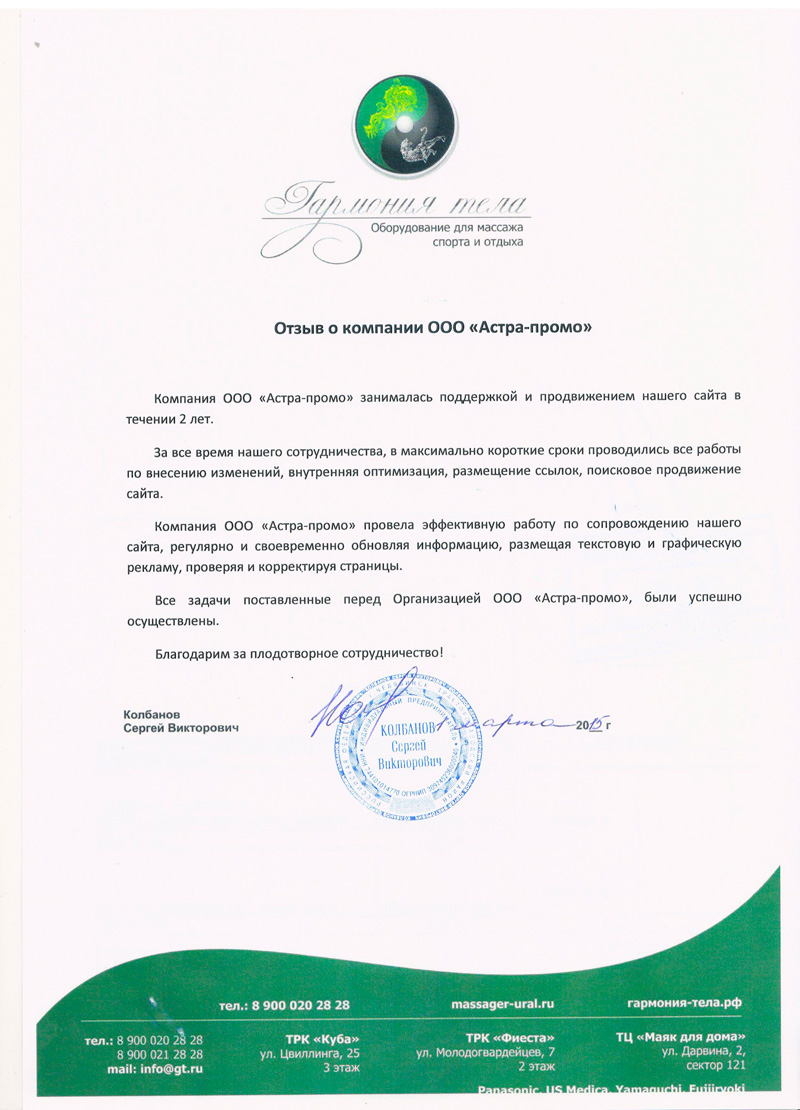 Гармония тела
Оборудование для массажа
спорта и отдыха
Отзыв о компании ООО «Астра-промо»
Компания ООО «Астра-промо» занималась поддержкой и продвижением нашего сайта в
течении 2 лет.
За все время нашего сотрудничества, в максимально короткие сроки проводились все работы
по внесению изменений, внутренняя оптимизация, размещение ссылок, поисковое продвижение
сайта.
Компания ООО «Астра-промо» провела эффективную работу по сопровождению нашего
сайта, регулярно и своевременно обновляя информацию, размещая текстовую и графическую
рекламу, проверяя и корректируя страницы.
Все задачи поставленные перед Организацией ООО «Астра-промо», были успешно
осуществлены.
Благодарим за плодотворное сотрудничество!
Колбанов
Сергей Викторович
1 марта 2015 г
ИНДИВИДУАЛЬНЫЙ ПРЕДПРИНИМАТЕЛЬ
КОЛБАНОВ
Сергей
Викторович
тел.: 8 900 020 28 28 massager-ural.ru гармония-тела.рф
тел.: 8 900 020 28 28 ТРК «Куба» ТРК «Фиеста» ТЦ «Маяк для дома»
8 900 021 28 28 ул. Цвиллинга, 25 ул. Молодогвардейцев, 7 ул. Дарвина, 2,
mail: info@gt.ru 3 этаж 2 этаж сектор 121
Panasonic, US Medica, Yamaguchi, Fujiiryoki